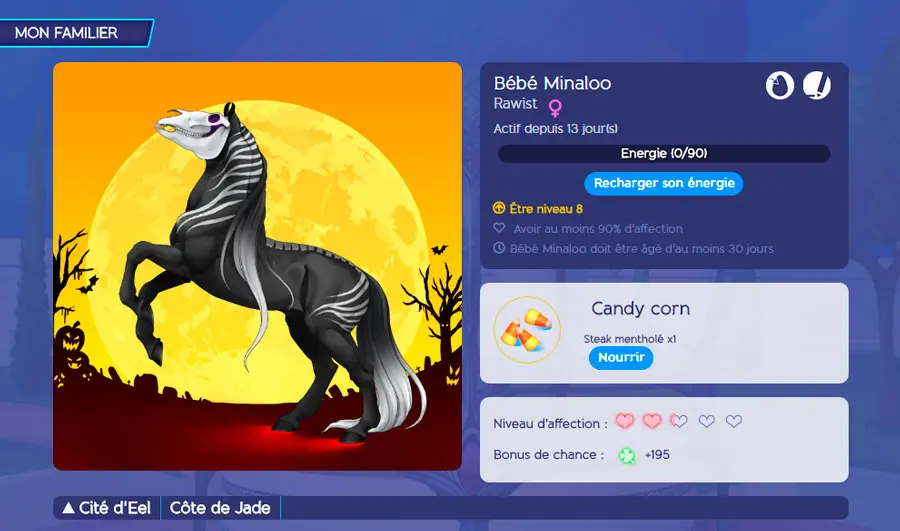 MON FAMILIER
Bébé Minaloo
Rawist
Actif depuis 13 jour(s)
Energie (0/90)
Recharger son énergie
Être niveau 8
Avoir au moins 90% d'affection
Bébé Minaloo doit être âgé d'au moins 30 jours
Candy corn
Steak mentholé x1
Nourrir
Niveau d'affection :
Bonus de chance : +195
Cité d'Eel Côte de Jade